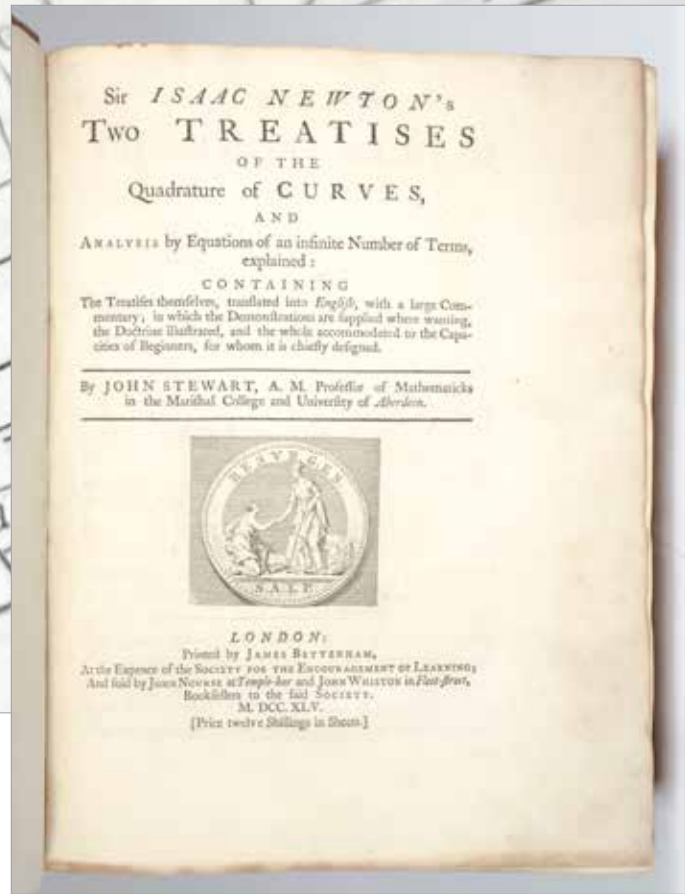 Sir ISAAC NEWTON's
Two TREATISES
OF THE
Quadrature of CURVES,
AND
ANALYSIS by Equations of an infinite Number of Terms,
explained:
CONTAINING
The Treatises themselves, translated into English, with a large Com-
mentary; in which the Demonstrations are supplied where wanting,
the Doctrine illustrated, and the whole accommodated to the Capa-
cities of Beginners, for whom it is chiefly designed.
By JOHN STEWART, A. M. Professor of Mathematicks
in the Marishal College and University of Aberdeen.
RESURGES
SALE
LONDON:
Printed by JAMES BETTENHAM,
At the Expence of the SOCIETY FOR THE ENCOURAGEMENT OF LEARNING;
And sold by JOHN NOURSE at Temple-bar and JOHN WHISTON in Fleet-street,
Booksellers to the said SOCIETY.
M. DCC. XLV.
[Price twelve Shillings in Sheets.]